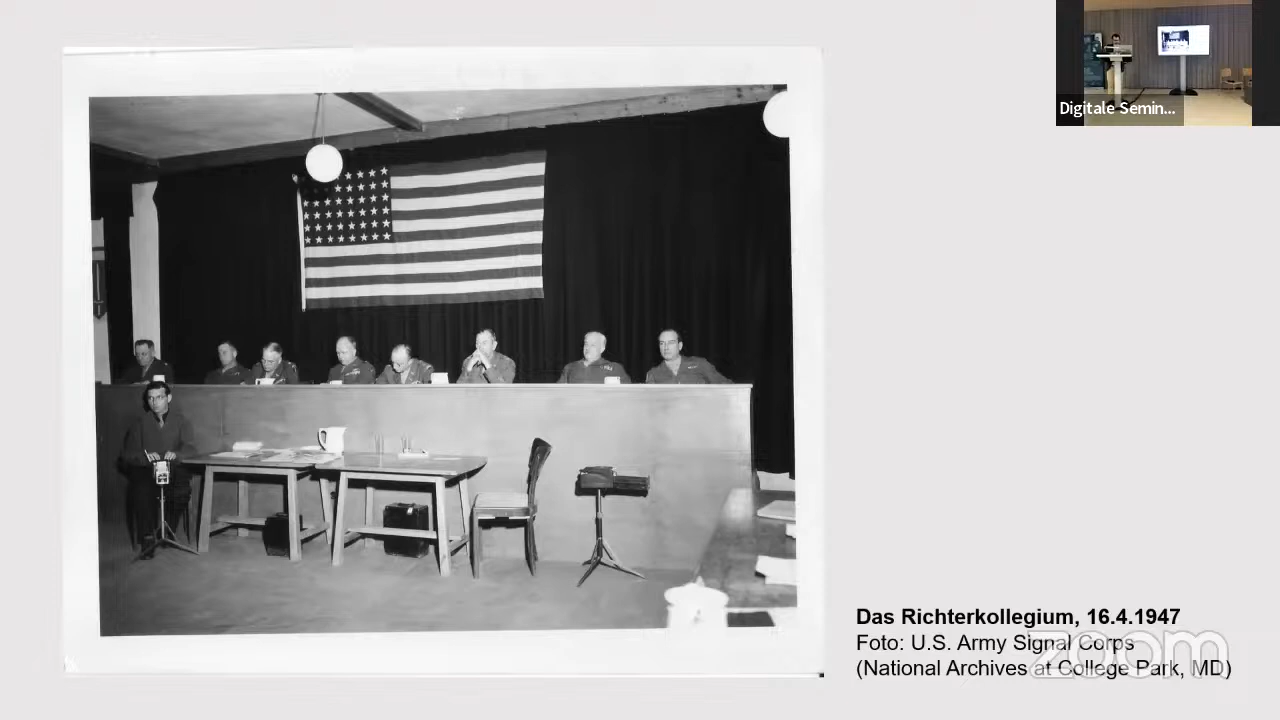 Digitale Semin...
Das Richterkollegium, 16.4.1947
Foto: U.S. Army Signal Corps
(National Archives at College Park, MD)
zoom